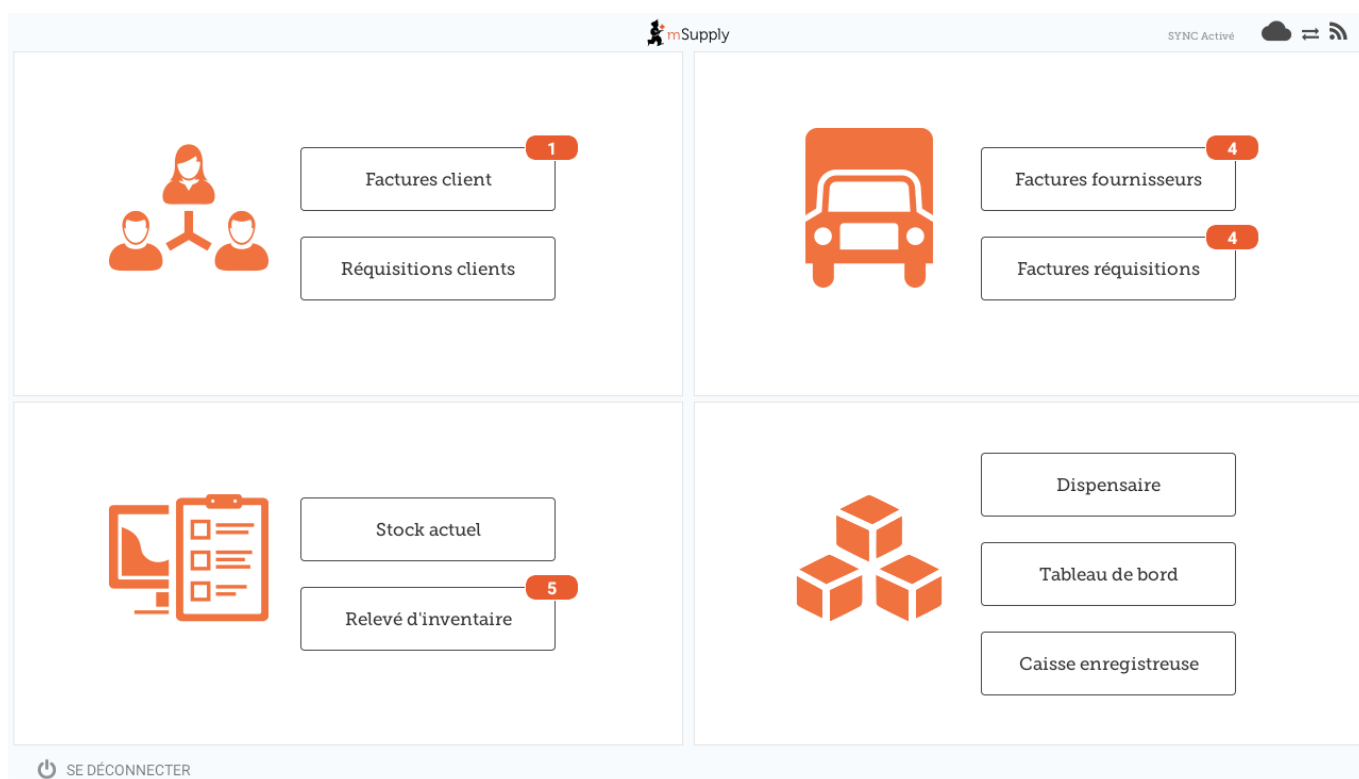 mSupply
SYNC Activé
1
Factures client
Réquisitions clients
4
Factures fournisseurs
4
Factures réquisitions
Stock actuel
5
Relevé d'inventaire
Dispensaire
Tableau de bord
Caisse enregistreuse
SE DÉCONNECTER